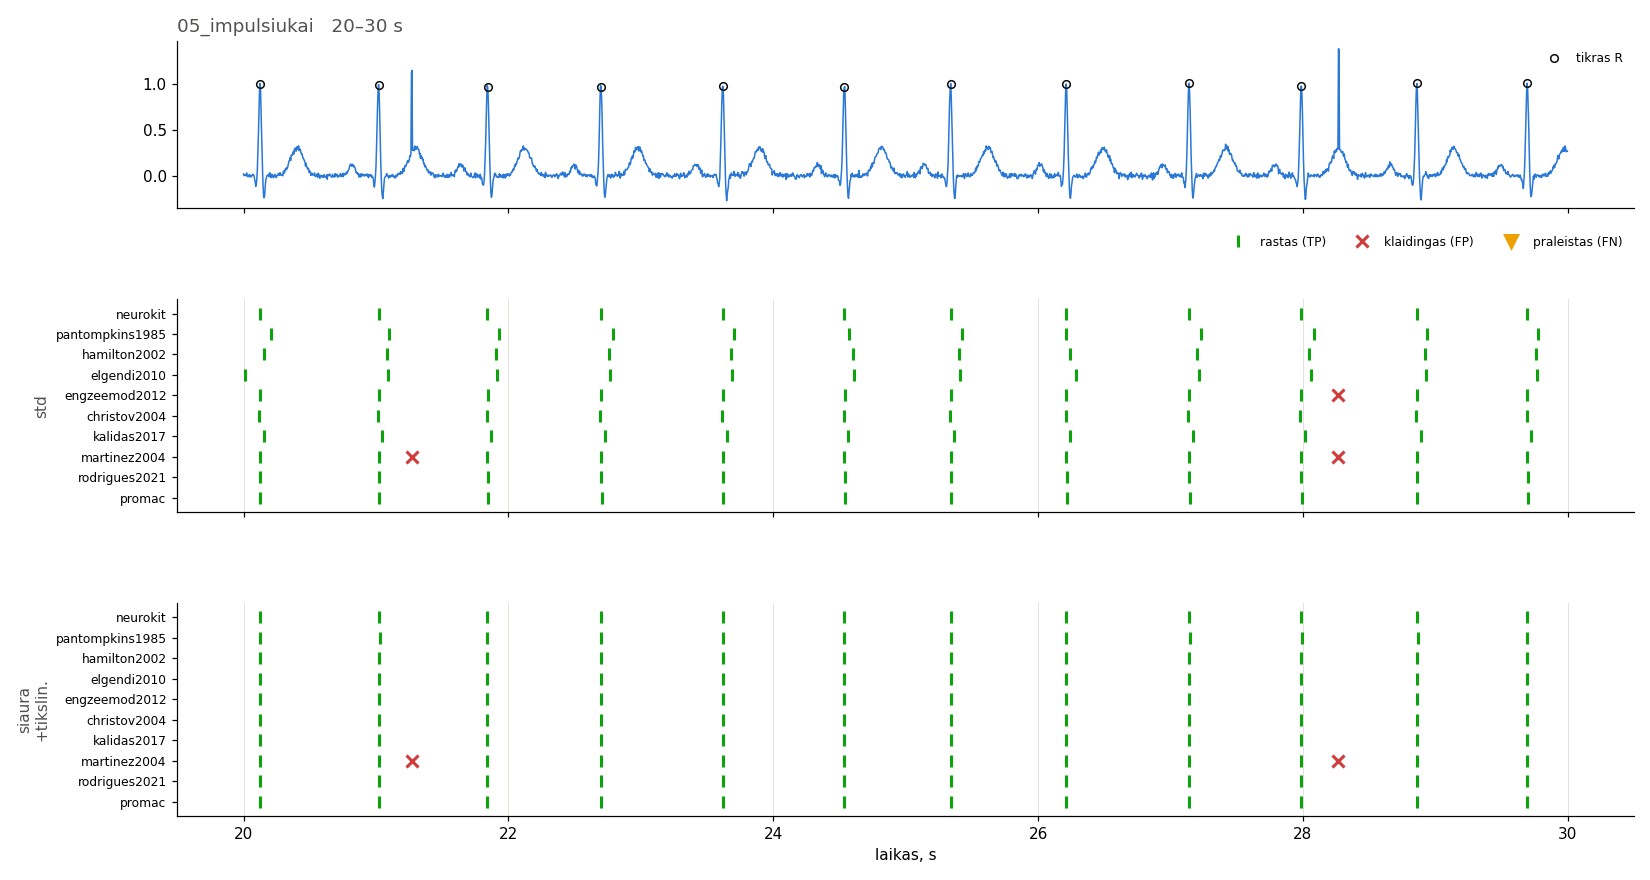 05_impulsiukai   20–30 s
tikras R
1.0
0.5
0.0
rastas (TP)   klaidingas (FP)   praleistas (FN)
std
neurokit
pantompkins1985
hamilton2002
elgendi2010
engzeemod2012
christov2004
kalidas2017
martinez2004
rodrigues2021
promac
siaura
+tikslin.
neurokit
pantompkins1985
hamilton2002
elgendi2010
engzeemod2012
christov2004
kalidas2017
martinez2004
rodrigues2021
promac
20   22   24   26   28   30
laikas, s